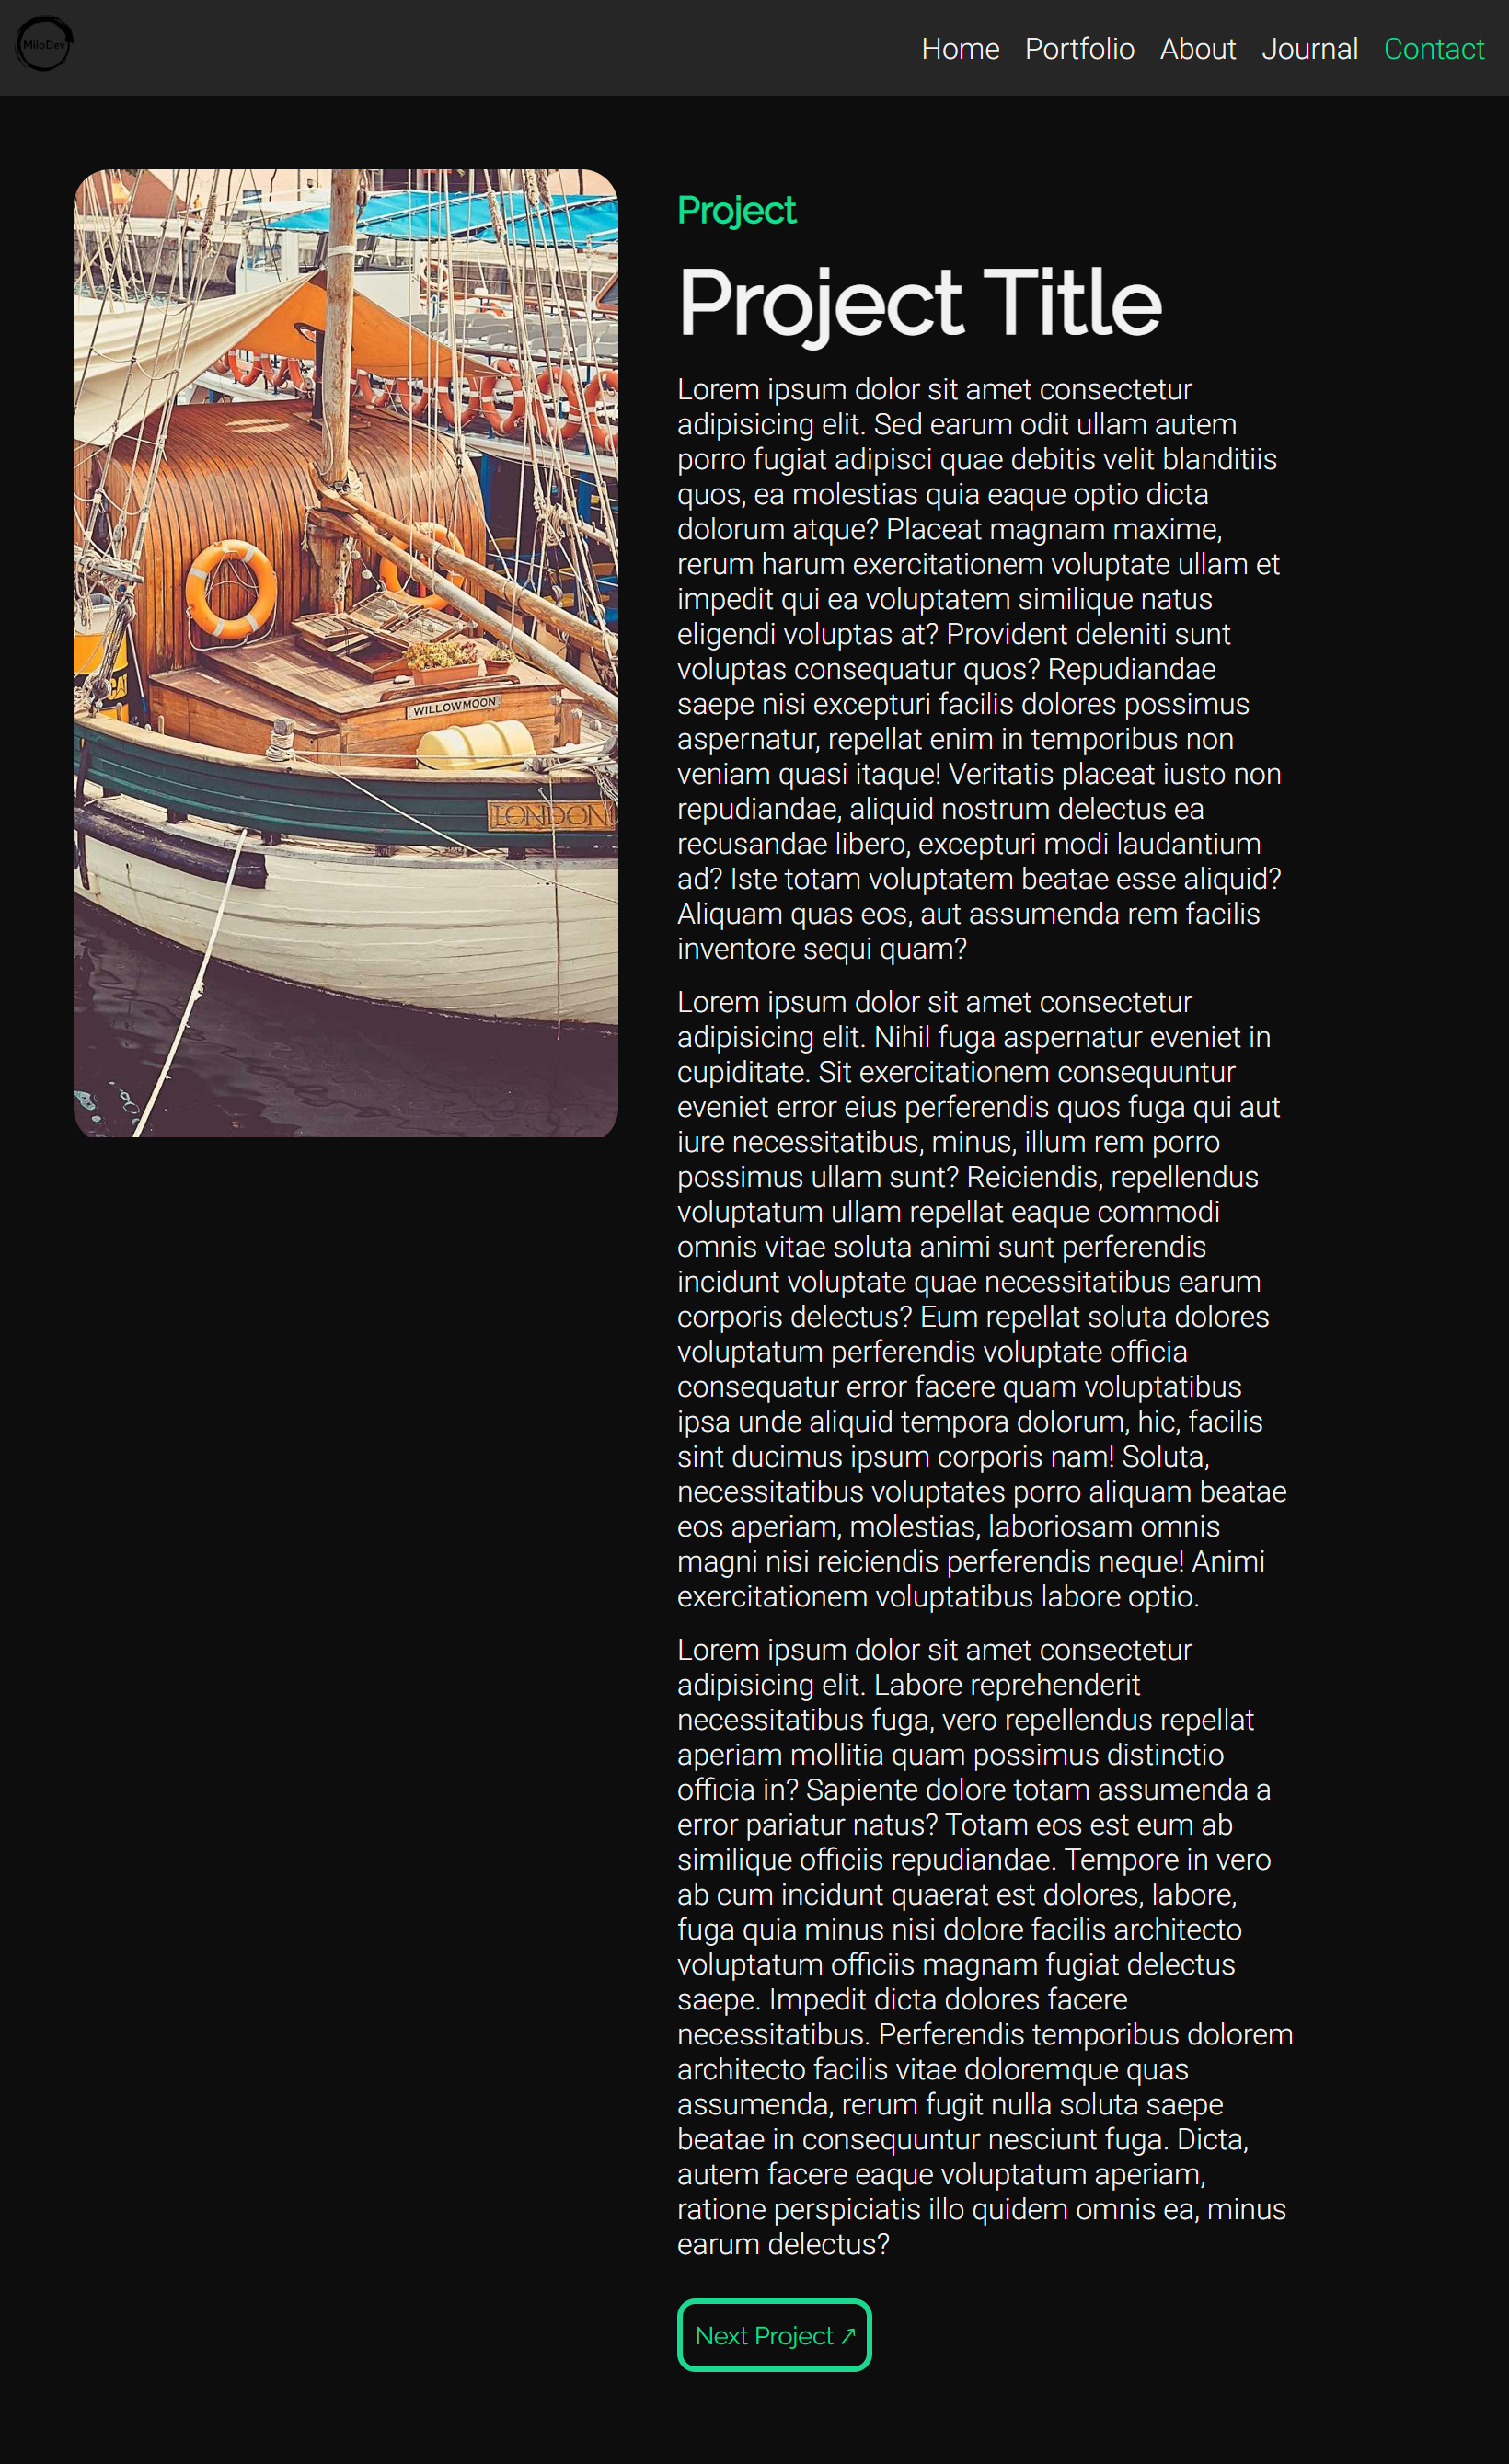 MiloDev
Home Portfolio About Journal Contact
Project
Project Title
Lorem ipsum dolor sit amet consectetur
adipisicing elit. Sed earum odit ullam autem
porro fugiat adipisci quae debitis velit blanditiis
quos, ea molestias quia eaque optio dicta
dolorum atque? Placeat magnam maxime,
rerum harum exercitationem voluptate ullam et
impedit qui ea voluptatem similique natus
eligendi voluptas at? Provident deleniti sunt
voluptas consequatur quos? Repudiandae
saepe nisi excepturi facilis dolores possimus
aspernatur, repellat enim in temporibus non
veniam quasi itaque! Veritatis placeat iusto non
repudiandae, aliquid nostrum delectus ea
recusandae libero, excepturi modi laudantium
ad? Iste totam voluptatem beatae esse aliquid?
Aliquam quas eos, aut assumenda rem facilis
inventore sequi quam?
Lorem ipsum dolor sit amet consectetur
adipisicing elit. Nihil fuga aspernatur eveniet in
cupiditate. Sit exercitationem consequuntur
eveniet error eius perferendis quos fuga qui aut
iure necessitatibus, minus, illum rem porro
possimus ullam sunt? Reiciendis, repellendus
voluptatum ullam repellat eaque commodi
omnis vitae soluta animi sunt perferendis
incidunt voluptate quae necessitatibus earum
corporis delectus? Eum repellat soluta dolores
voluptatum perferendis voluptate officia
consequatur error facere quam voluptatibus
ipsa unde aliquid tempora dolorum, hic, facilis
sint ducimus ipsum corporis nam! Soluta,
necessitatibus voluptates porro aliquam beatae
eos aperiam, molestias, laboriosam omnis
magni nisi reiciendis perferendis neque! Animi
exercitationem voluptatibus labore optio.
Lorem ipsum dolor sit amet consectetur
adipisicing elit. Labore reprehenderit
necessitatibus fuga, vero repellendus repellat
aperiam mollitia quam possimus distinctio
officia in? Sapiente dolore totam assumenda a
error pariatur natus? Totam eos est eum ab
similique officiis repudiandae. Tempore in vero
ab cum incidunt quaerat est dolores, labore,
fuga quia minus nisi dolore facilis architecto
voluptatum officiis magnam fugiat delectus
saepe. Impedit dicta dolores facere
necessitatibus. Perferendis temporibus dolorem
architecto facilis vitae doloremque quas
assumenda, rerum fugit nulla soluta saepe
beatae in consequuntur nesciunt fuga. Dicta,
autem facere eaque voluptatum aperiam,
ratione perspiciatis illo quidem omnis ea, minus
earum delectus?
Next Project ↗
CAT
WILLOWMOON
LONDON